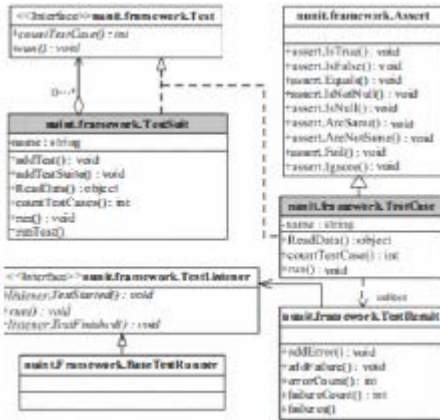 <<Interface>> nunit.framework.Test
+countTestCase() : int
+run() : void
0..*
nunit.framework.TestSuit
-name : string
+addTest() : void
+addTestSuite() : void
+ReadData() : object
+countTestCases() : int
+run() : void
+runTest()
nunit.framework.Assert
+assert.IsTrue() : void
+assert.IsFalse() : void
+assert.Equals() : void
+assert.IsNotNull() : void
+assert.IsNull() : void
+assert.AreSame() : void
+assert.AreNotSame() : void
+assert.Fail() : void
+assert.Ignore() : void
nunit.framework.TestCase
-name : string
+ReadData() : object
+countTestCase() : int
+run() : void
<<Interface>> nunit.framework.TestListener
+listener.TestStarted() : void
+run() : void
+listener.TestFinished() : void
nunit.Framework.BaseTestRunner
nunit.framework.TestResult
+addError() : void
+addFailure() : void
+errorCount() : int
+failureCount() : int
+failures()